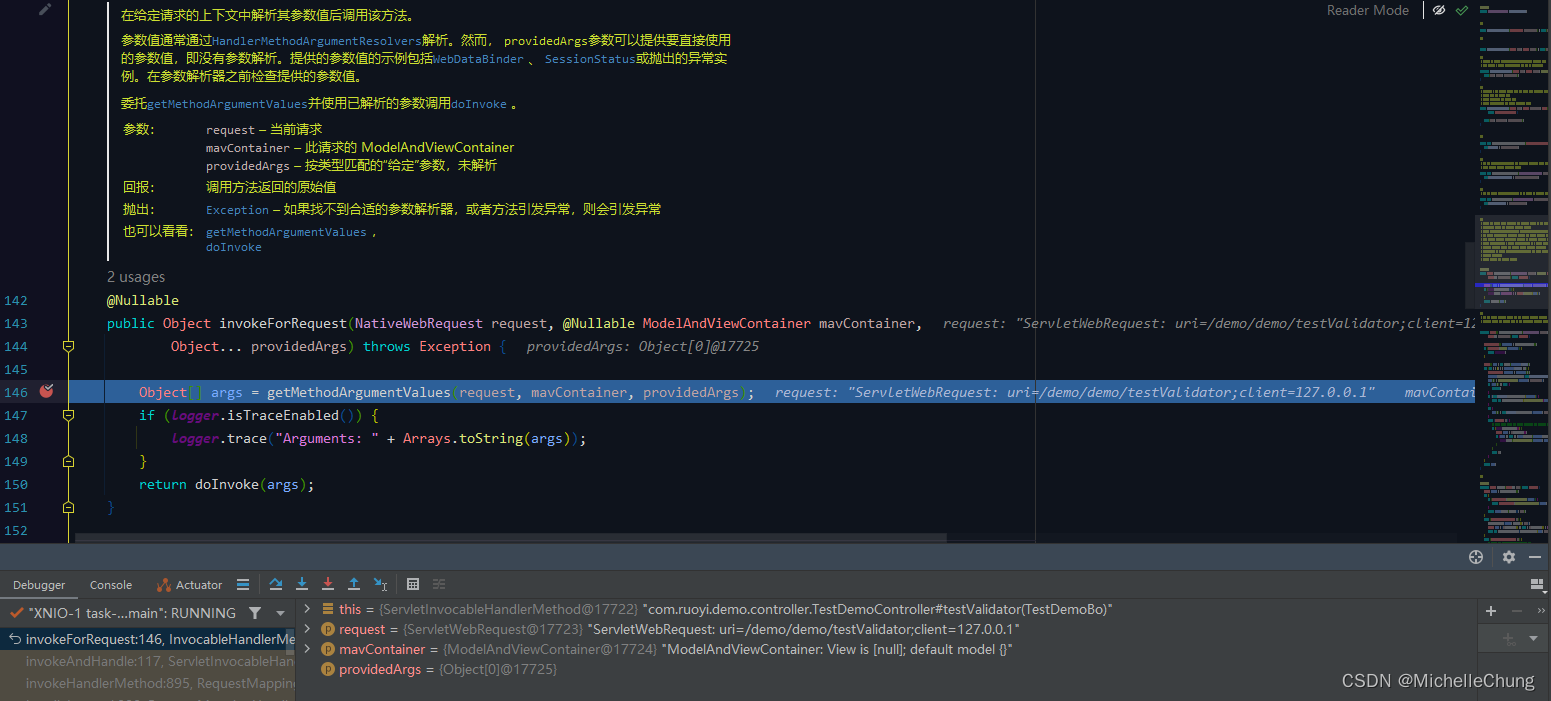 Reader Mode
在给定请求的上下文中解析其参数值后调用该方法。
参数值通常通过HandlerMethodArgumentResolvers解析。然而， providedArgs参数可以提供要直接使用
的参数值，即没有参数解析。提供的参数值的示例包括WebDataBinder 、 SessionStatus或抛出的异常实
例。在参数解析器之前检查提供的参数值。
委托getMethodArgumentValues并使用已解析的参数调用doInvoke 。
参数: request – 当前请求
mavContainer – 此请求的 ModelAndViewContainer
providedArgs – 按类型匹配的“给定”参数，未解析
回报: 调用方法返回的原始值
抛出: Exception – 如果找不到合适的参数解析器，或者方法引发异常，则会引发异常
也可以看看: getMethodArgumentValues ,
doInvoke
2 usages
142 @Nullable
143 public Object invokeForRequest(NativeWebRequest request, @Nullable ModelAndViewContainer mavContainer, request: "ServletWebRequest: uri=/demo/demo/testValidator;client=12
144 Object... providedArgs) throws Exception { providedArgs: Object[0]@17725
145
146 Object[] args = getMethodArgumentValues(request, mavContainer, providedArgs); request: "ServletWebRequest: uri=/demo/demo/testValidator;client=127.0.0.1" mavContai
147 if (logger.isTraceEnabled()) {
148 logger.trace("Arguments: " + Arrays.toString(args));
149 }
150 return doInvoke(args);
151 }
152
Debugger Console Actuator
"XNIO-1 task-...main": RUNNING
invokeForRequest:146, InvocableHandlerMe
invokeAndHandle:117, ServletInvocableHan
invokeHandlerMethod:895, RequestMappin
this = {ServletInvocableHandlerMethod@17722} "com.ruoyi.demo.controller.TestDemoController#testValidator(TestDemoBo)"
request = {ServletWebRequest@17723} "ServletWebRequest: uri=/demo/demo/testValidator;client=127.0.0.1"
mavContainer = {ModelAndViewContainer@17724} "ModelAndViewContainer: View is [null]; default model {}"
providedArgs = {Object[0]@17725}
CSDN @MichelleChung